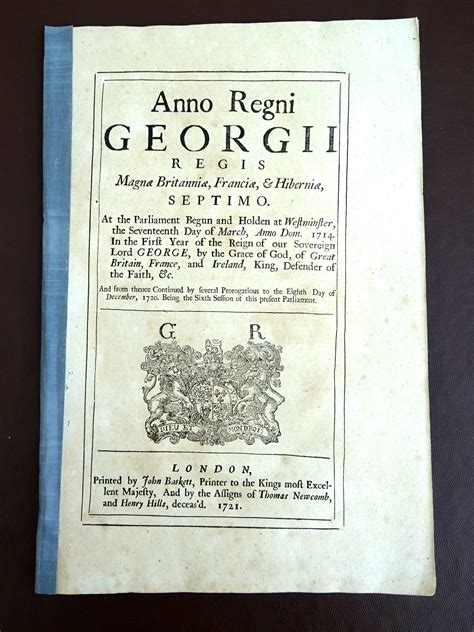 Anno Regni
GEORGII
REGIS
Magnæ Britanniæ, Franciæ, & Hiberniæ,
SEPTIMO.
At the Parliament Begun and Holden at Weſtminſter,
the Seventeenth Day of March, Anno Dom. 1714.
In the Firſt Year of the Reign of our Sovereign
Lord GEORGE, by the Grace of God, of Great
Britain, France, and Ireland, King, Defender of
the Faith, &c.
And from thence Continued by ſeveral Prorogations to the Eighth Day of
December, 1720. Being the Sixth Seſſion of this preſent Parliament.
G R
DIEU ET MON DROIT
LONDON,
Printed by John Baskett, Printer to the Kings moſt Excel-
lent Majeſty, And by the Aſſigns of Thomas Newcomb,
and Henry Hills, deceas'd. 1721.